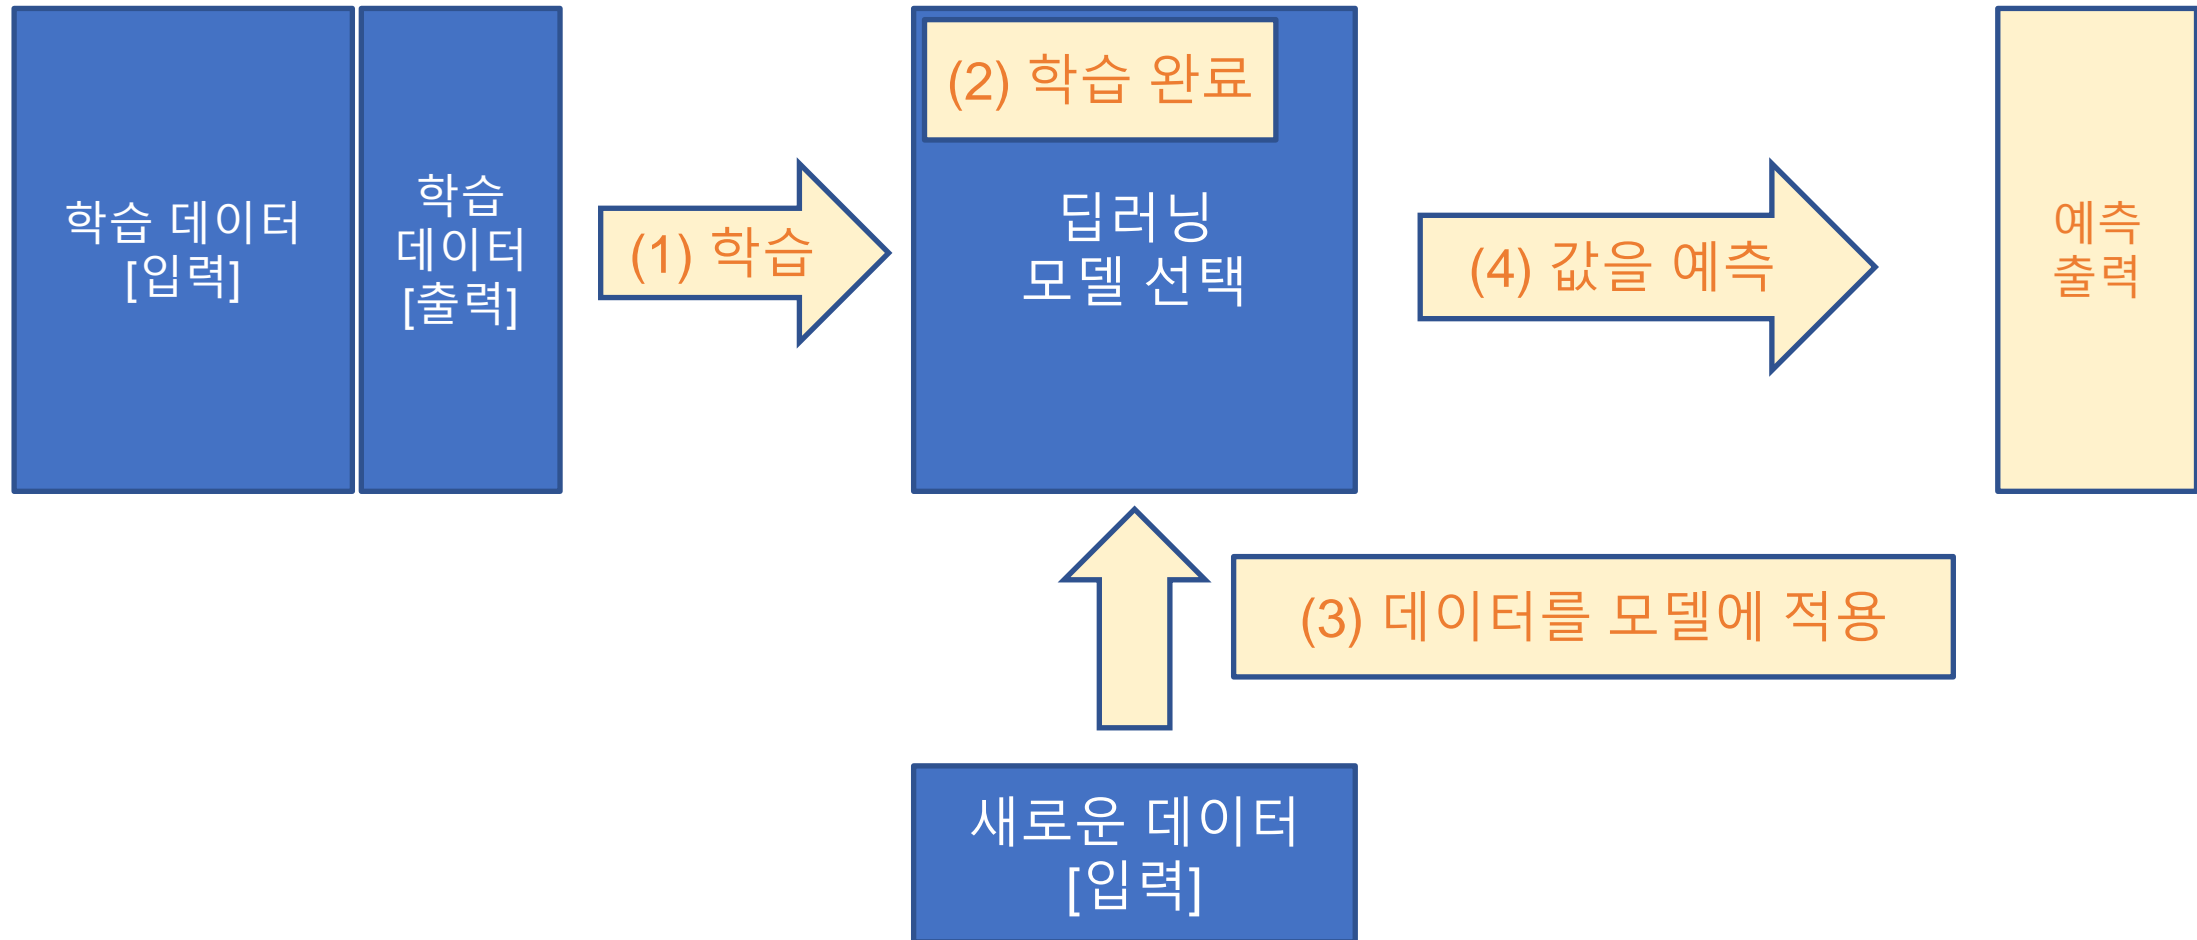 학습 데이터
[입력]
학습
데이터
[출력]
(1) 학습
(2) 학습 완료
딥러닝
모델 선택
(4) 값을 예측
예측
출력
(3) 데이터를 모델에 적용
새로운 데이터
[입력]